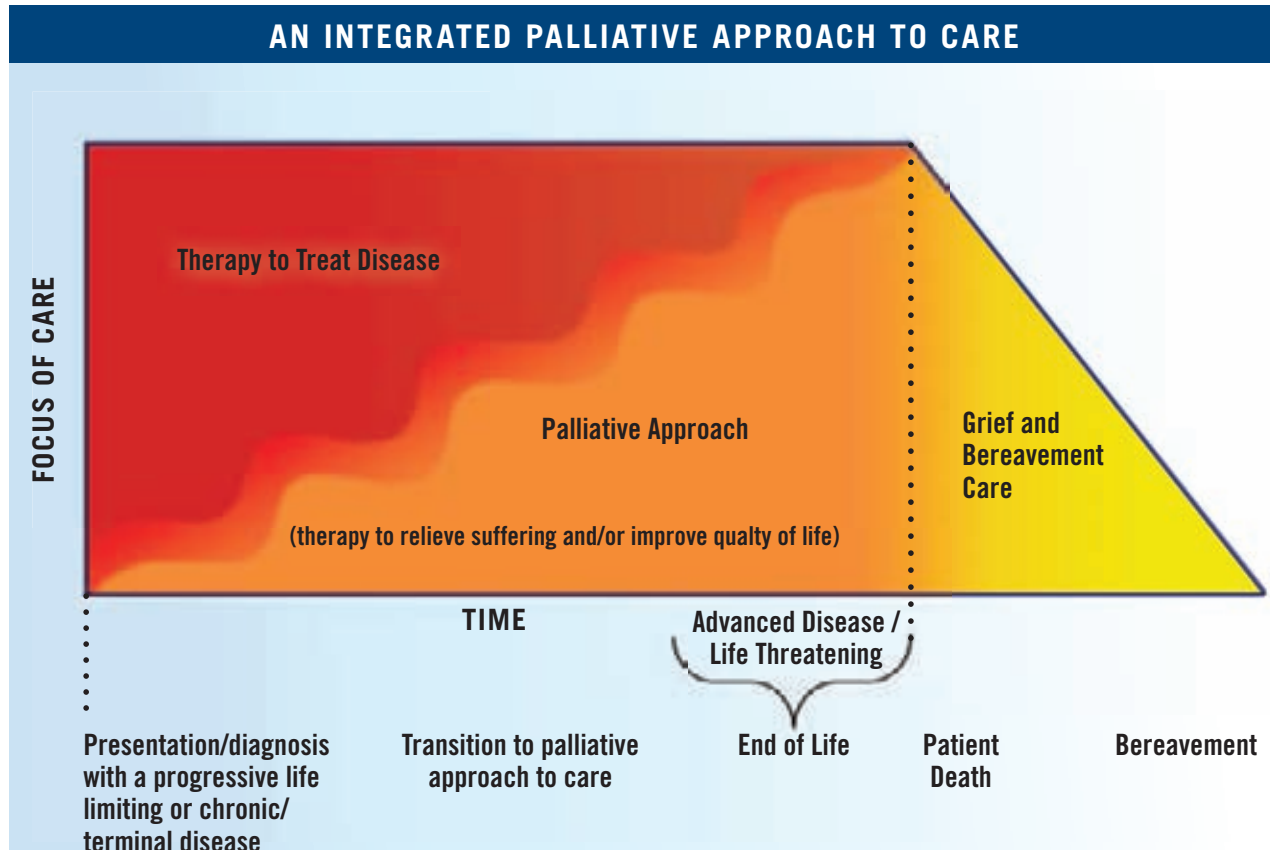 AN INTEGRATED PALLIATIVE APPROACH TO CARE
FOCUS OF CARE
Therapy to Treat Disease
Palliative Approach
(therapy to relieve suffering and/or improve qualty of life)
Grief and
Bereavement
Care
TIME
Advanced Disease /
Life Threatening
Presentation/diagnosis
with a progressive life
limiting or chronic/
terminal disease
Transition to palliative
approach to care
End of Life
Patient
Death
Bereavement